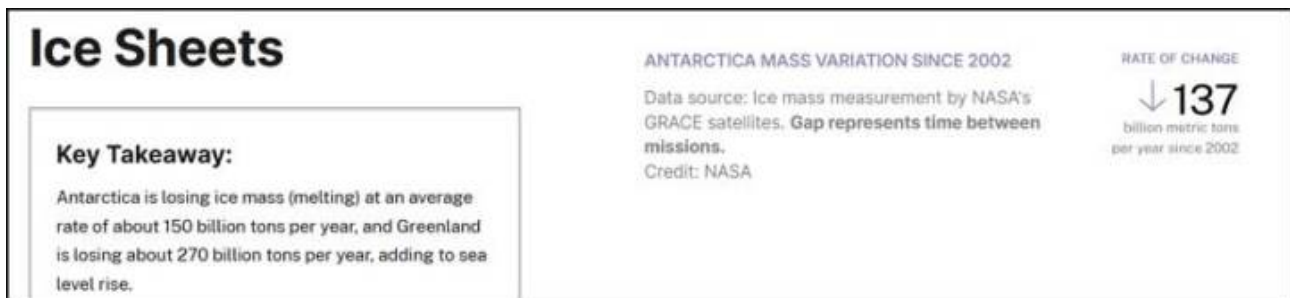 Ice Sheets
Key Takeaway:
Antarctica is losing ice mass (melting) at an average
rate of about 150 billion tons per year, and Greenland
is losing about 270 billion tons per year, adding to sea
level rise.
ANTARCTICA MASS VARIATION SINCE 2002
Data source: Ice mass measurement by NASA's
GRACE satellites. Gap represents time between
missions.
Credit: NASA
RATE OF CHANGE
↓ 137
billion metric tons
per year since 2002